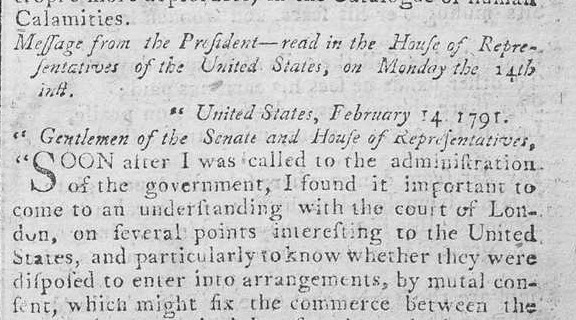 Calamities.
Meſſage from the Preſident—read in the Houſe of Repre-
ſentatives of the United States, on Monday the 14th
inſt.
“ United States, February 14 1791.
“ Gentlemen of the Senate and Houſe of Repreſentatives,
“SOON after I was called to the adminiſtration
of the government, I found it important to
come to an underſtanding with the court of Lon-
don, on ſeveral points intereſting to the United
States, and particularly to know whether they were
diſpoſed to enter into arrangements, by mutal con-
ſent, which might fix the commerce between the